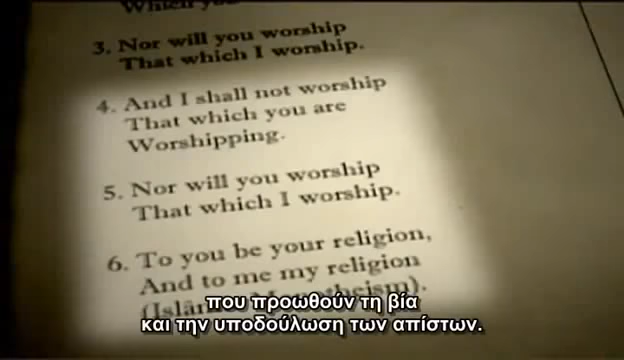 Which you
3. Nor will you worship
That which I worship.
4. And I shall not worship
That which you are
Worshipping.
5. Nor will you worship
That which I worship.
6. To you be your religion,
And to me my religion
που προωθούν τη βία
και την υποδούλωση των απίστων.